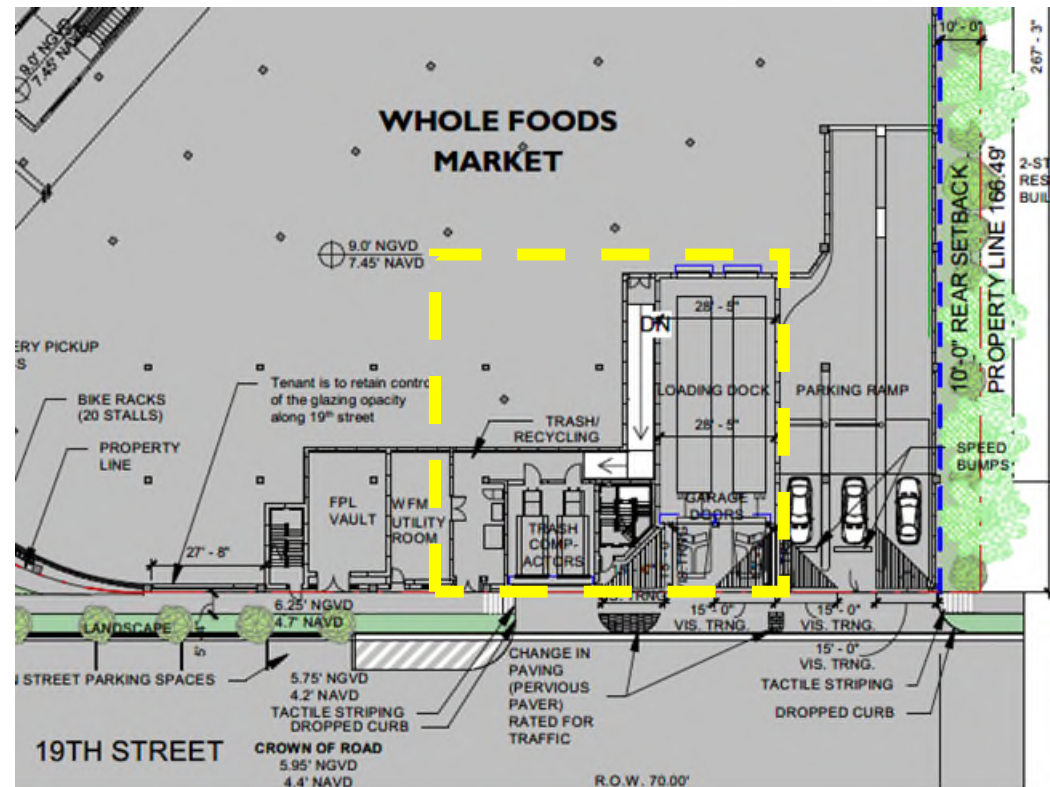 9.0' NGVD
7.45' NAVD
10'- 0"
267' - 3"
WHOLE FOODS
MARKET
2-ST
RES
BUIL
10'-0" REAR SETBACK
PROPERTY LINE 166.49'
9.0' NGVD
7.45' NAVD
28' - 5"
DN
ERY PICKUP
S
BIKE RACKS
(20 STALLS)
PROPERTY
LINE
Tenant is to retain contro
of the glazing opacity
along 19th street
TRASH/
RECYCLING
LOADING DOCK
PARKING RAMP
28' - 5"
SPEED
BUMPS
FPL
VAULT
WFM
UTILITY
ROOM
TRASH
COMP-
ACTORS
GARAGE
DOORS
27' - 8"
6.25' NGVD
4.7' NAVD
LANDSCAPE
VIS. TRNG.
15'- 0"
VIS. TRNG.
15'- 0"
VIS. TRNG.
15' - 0"
VIS. TRNG.
N STREET PARKING SPACES
5.75' NGVD
4.2' NAVD
TACTILE STRIPING
DROPPED CURB
CHANGE IN
PAVING
(PERVIOUS
PAVER)
RATED FOR
TRAFFIC
TACTILE STRIPING
DROPPED CURB
19TH STREET
CROWN OF ROAD
5.95' NGVD
4.4' NAVD
R.O.W. 70.00'